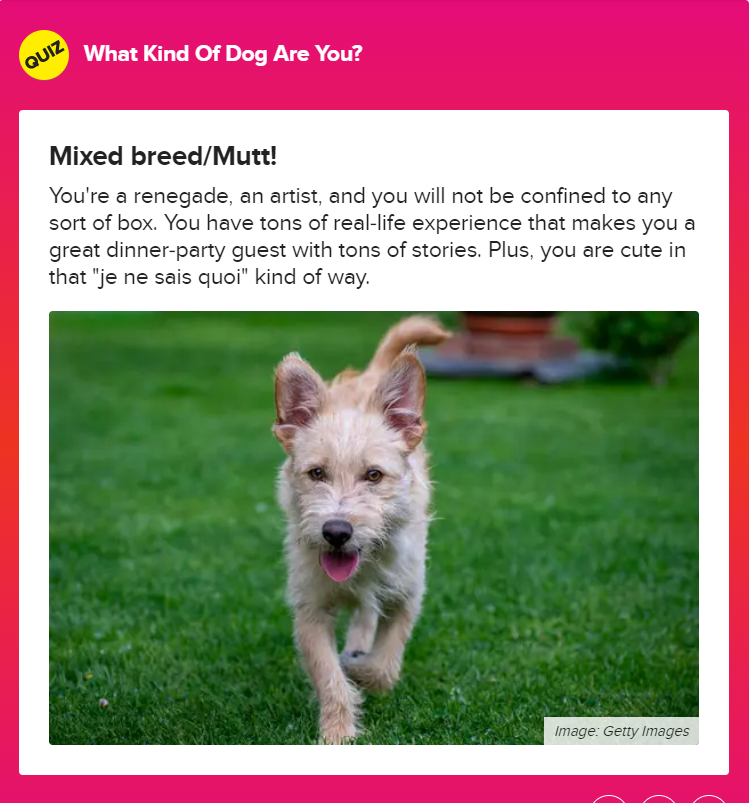 QUIZ
What Kind Of Dog Are You?
Mixed breed/Mutt!
You're a renegade, an artist, and you will not be confined to any
sort of box. You have tons of real-life experience that makes you a
great dinner-party guest with tons of stories. Plus, you are cute in
that "je ne sais quoi" kind of way.
Image: Getty Images